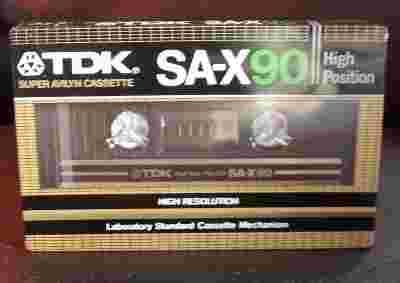 TDK SA-X90 High
SUPER AVILYN CASSETTE Position
TDK SA-X90
HIGH RESOLUTION
Laboratory Standard Cassette Mechanism